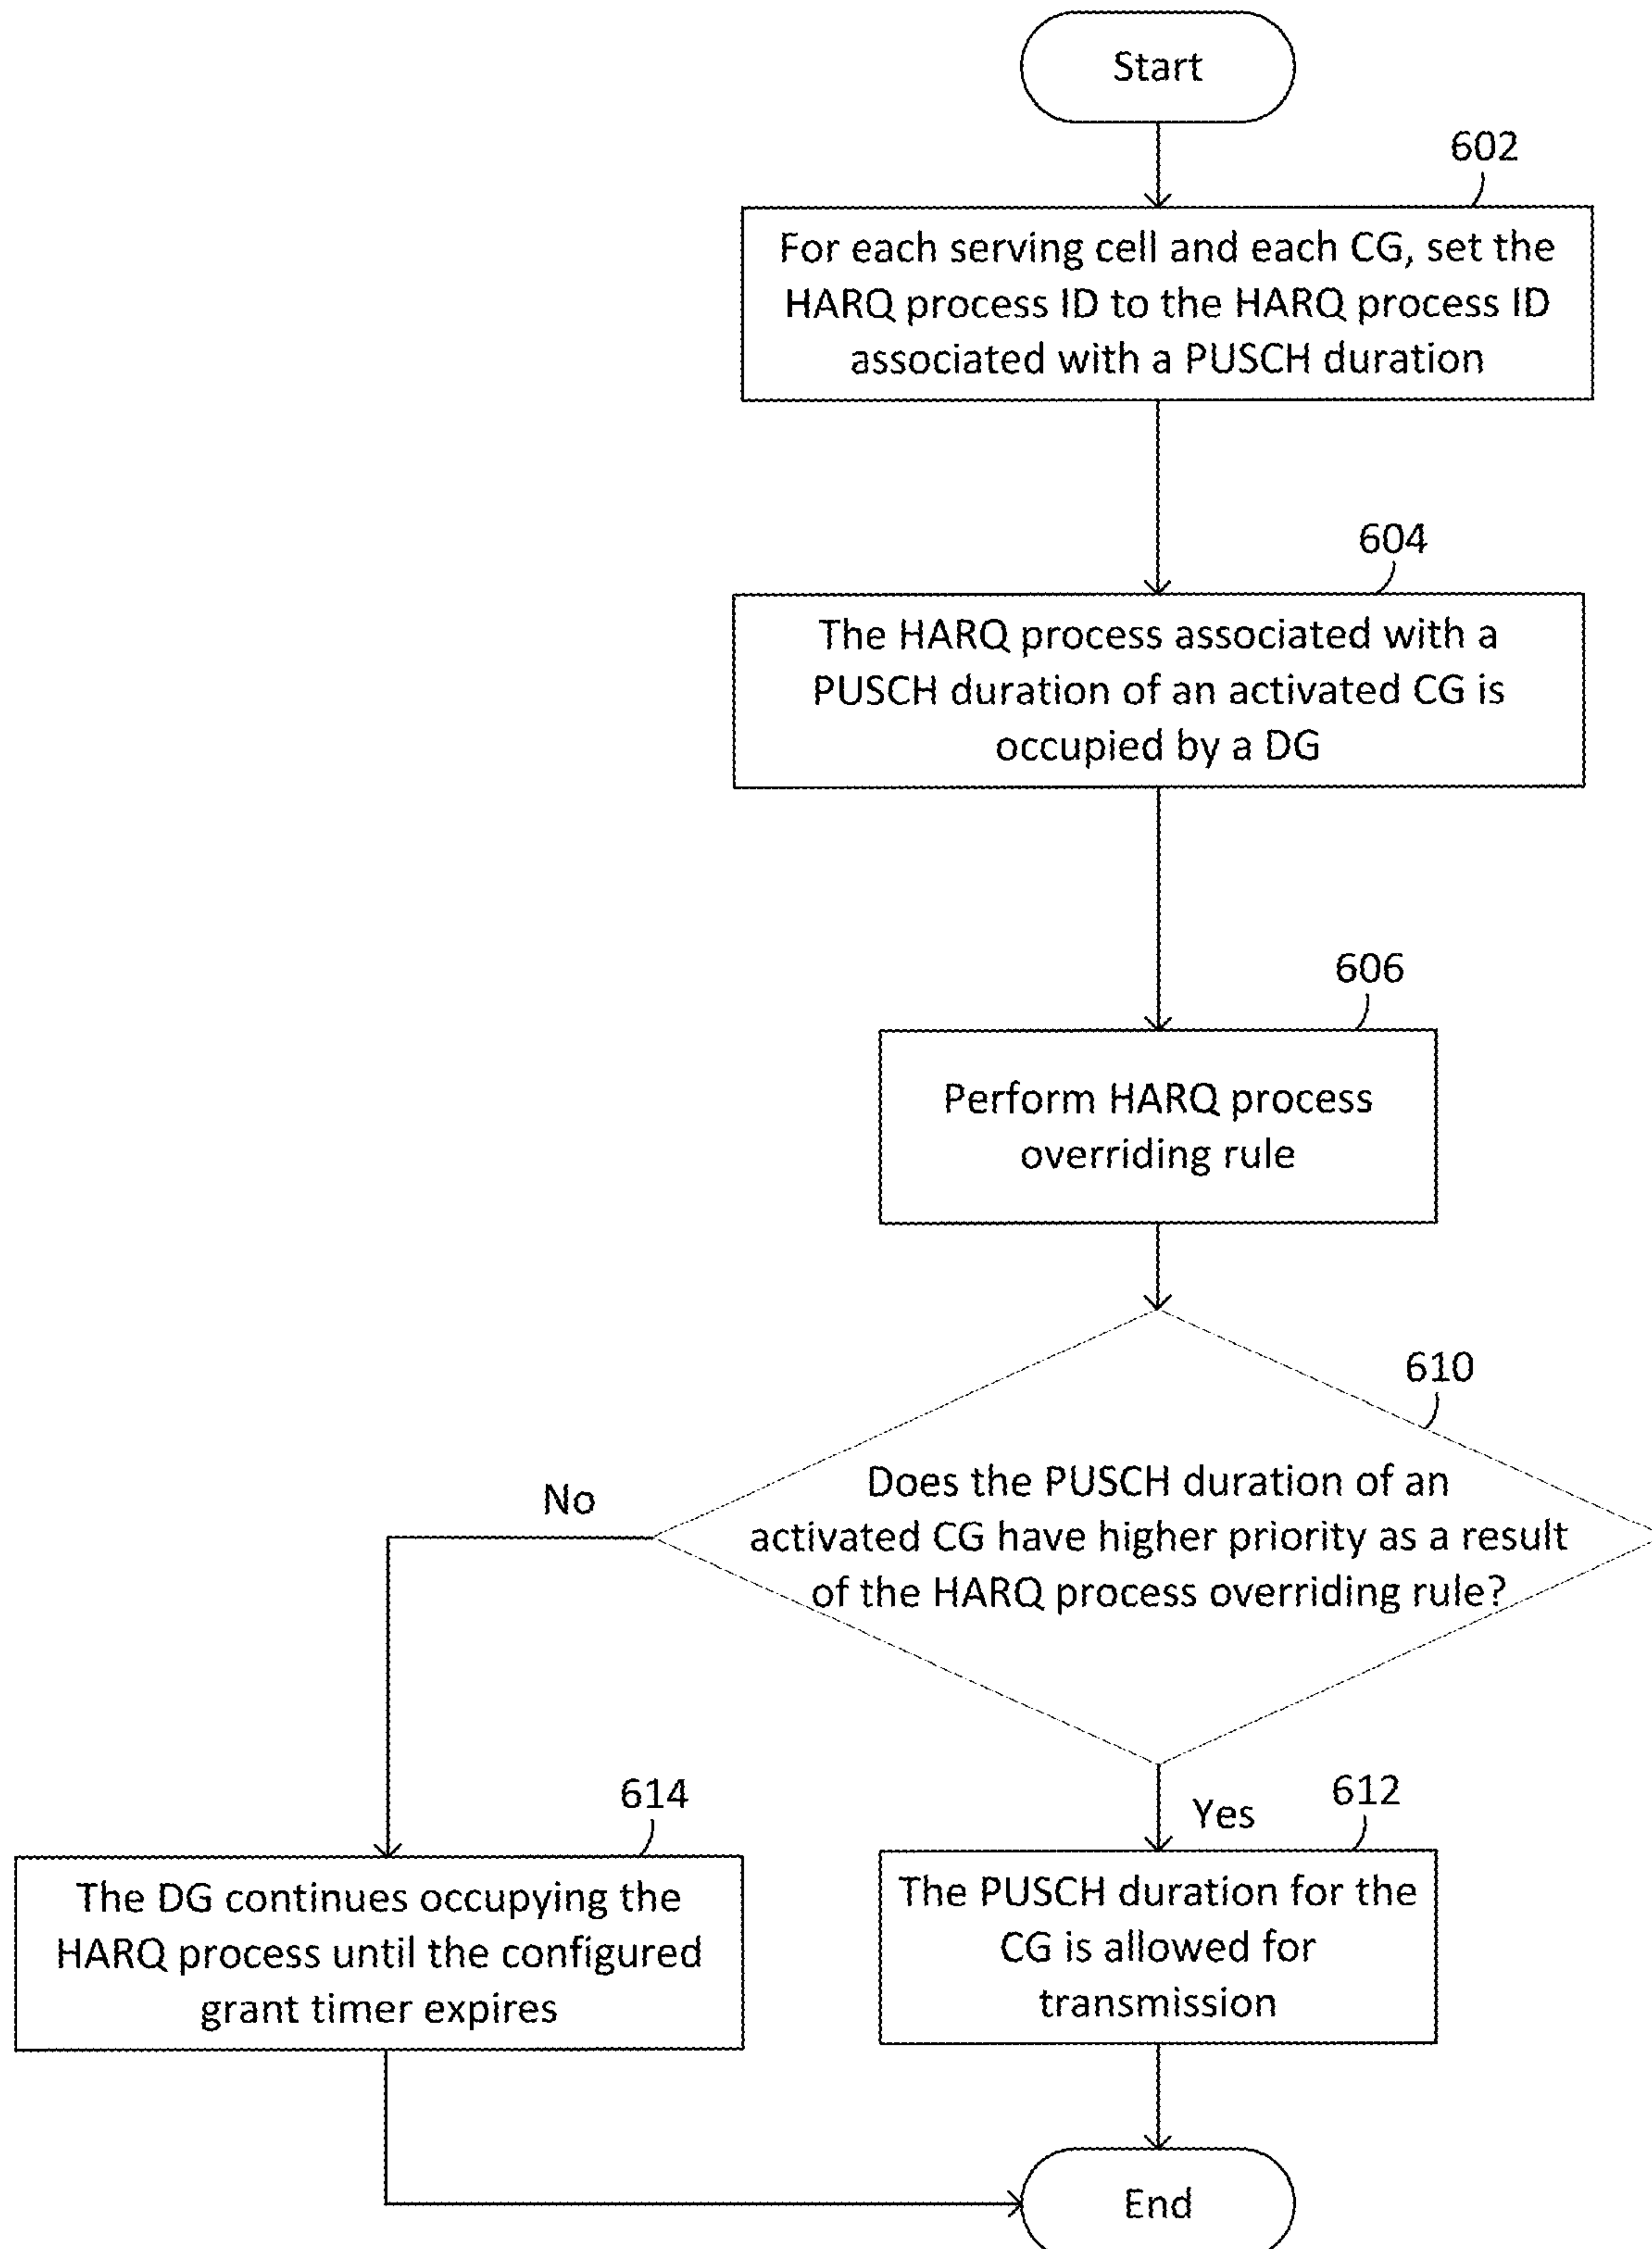 Start
602
For each serving cell and each CG, set the
HARQ process ID to the HARQ process ID
associated with a PUSCH duration
604
The HARQ process associated with a
PUSCH duration of an activated CG is
occupied by a DG
606
Perform HARQ process
overriding rule
610
Does the PUSCH duration of an
activated CG have higher priority as a result
of the HARQ process overriding rule?
No
Yes
614
The DG continues occupying the
HARQ process until the configured
grant timer expires
612
The PUSCH duration for the
CG is allowed for
transmission
End